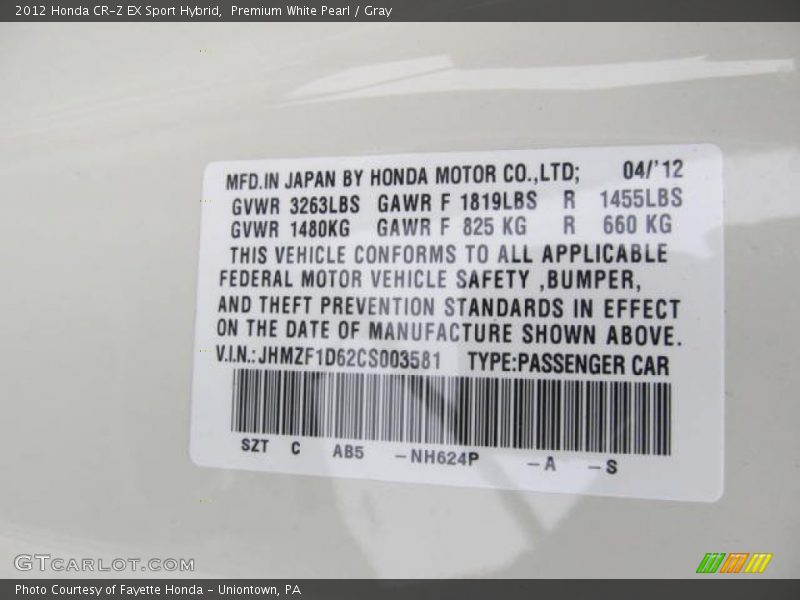 2012 Honda CR-Z EX Sport Hybrid,  Premium White Pearl / Gray
MFD.IN JAPAN BY HONDA MOTOR CO.,LTD; 04/'12
GVWR 3263LBS GAWR F 1819LBS R 1455LBS
GVWR 1480KG GAWR F 825 KG R 660 KG
THIS VEHICLE CONFORMS TO ALL APPLICABLE
FEDERAL MOTOR VEHICLE SAFETY ,BUMPER,
AND THEFT PREVENTION STANDARDS IN EFFECT
ON THE DATE OF MANUFACTURE SHOWN ABOVE.
V.I.N.:JHMZF1D62CS003581 TYPE:PASSENGER CAR
SZT C AB5 -NH624P -A -S
GTCARLOT.COM
Photo Courtesy of Fayette Honda - Uniontown, PA